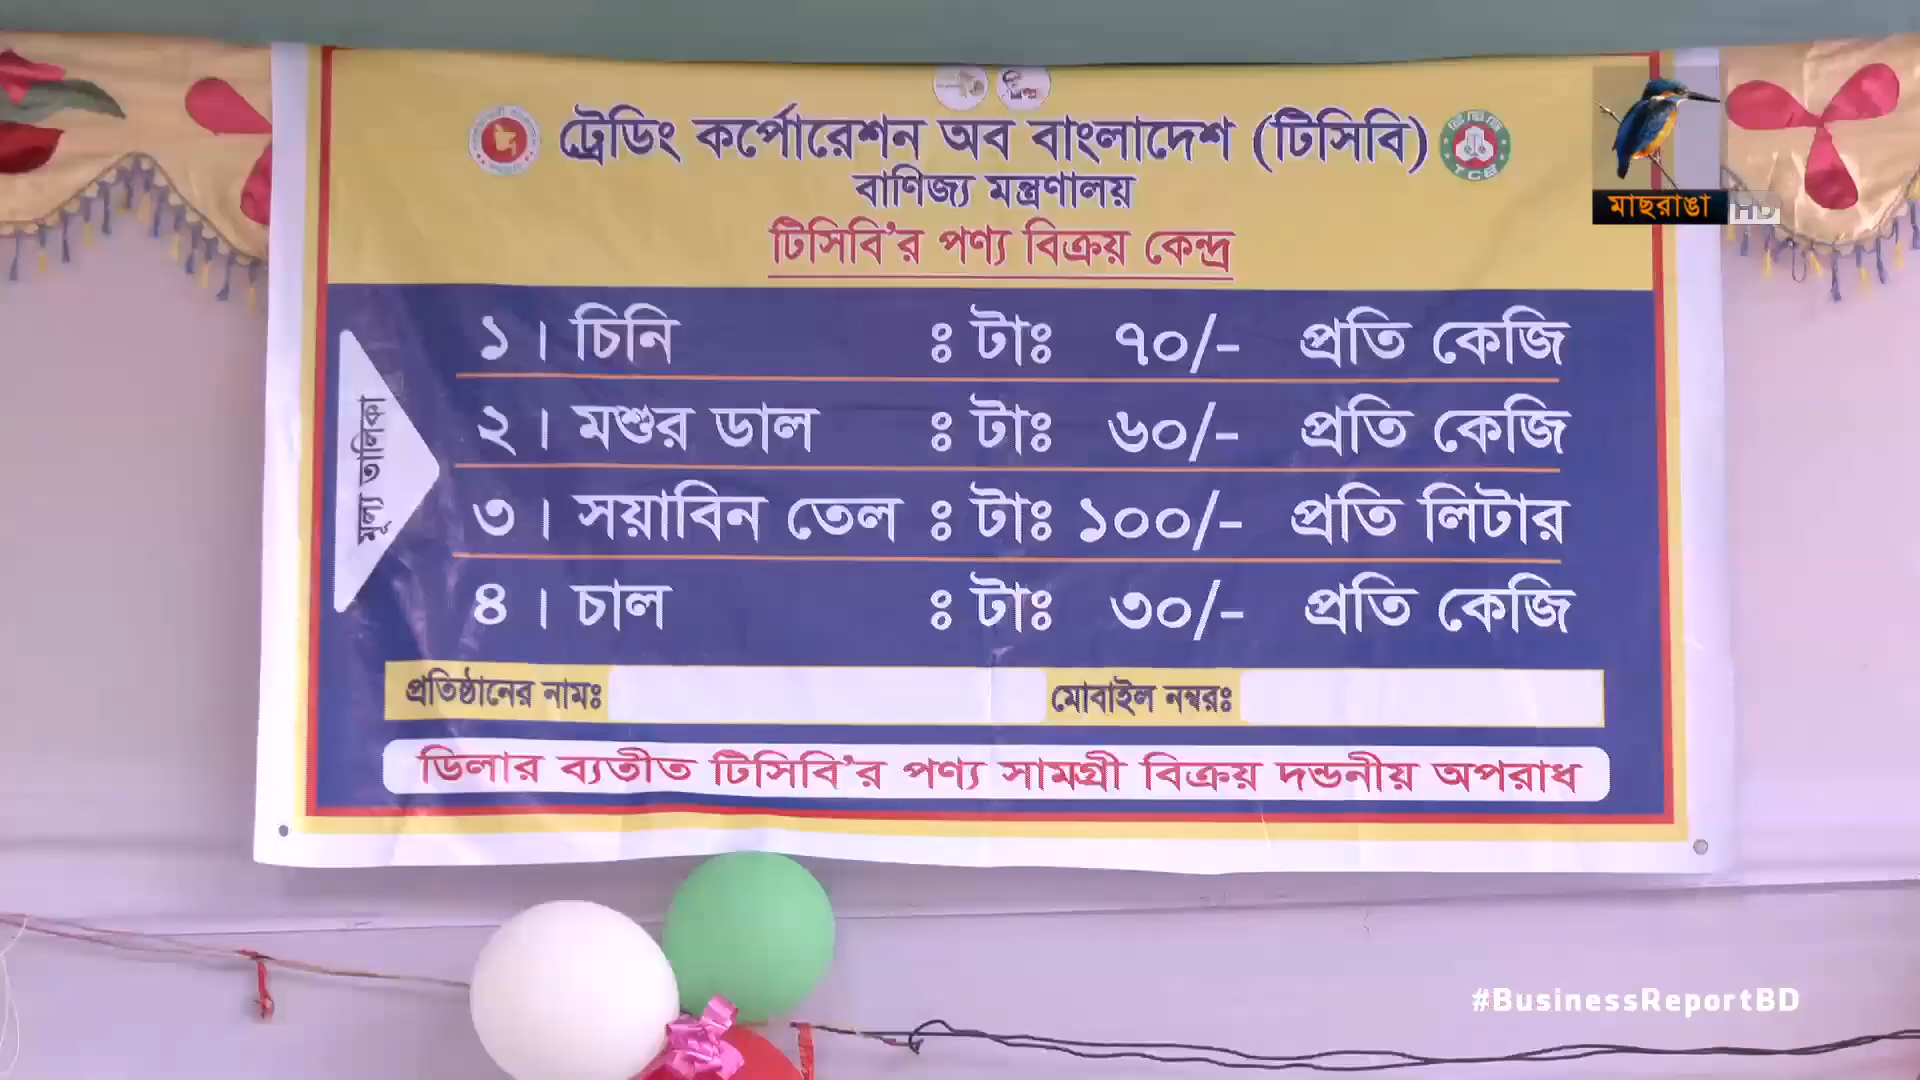 ট্রেডিং কর্পোরেশন অব বাংলাদেশ (টিসিবি)
বাণিজ্য মন্ত্রণালয়
টিসিবি'র পণ্য বিক্রয় কেন্দ্র
মাছরাঙা HD
TCB
মূল্য তালিকা
১। চিনি ঃ টাঃ ৭০/- প্রতি কেজি
২। মশুর ডাল ঃ টাঃ ৬০/- প্রতি কেজি
৩। সয়াবিন তেল ঃ টাঃ ১০০/- প্রতি লিটার
৪। চাল ঃ টাঃ ৩০/- প্রতি কেজি
প্রতিষ্ঠানের নামঃ মোবাইল নম্বরঃ
ডিলার ব্যতীত টিসিবি'র পণ্য সামগ্রী বিক্রয় দন্ডনীয় অপরাধ
#BusinessReportBD